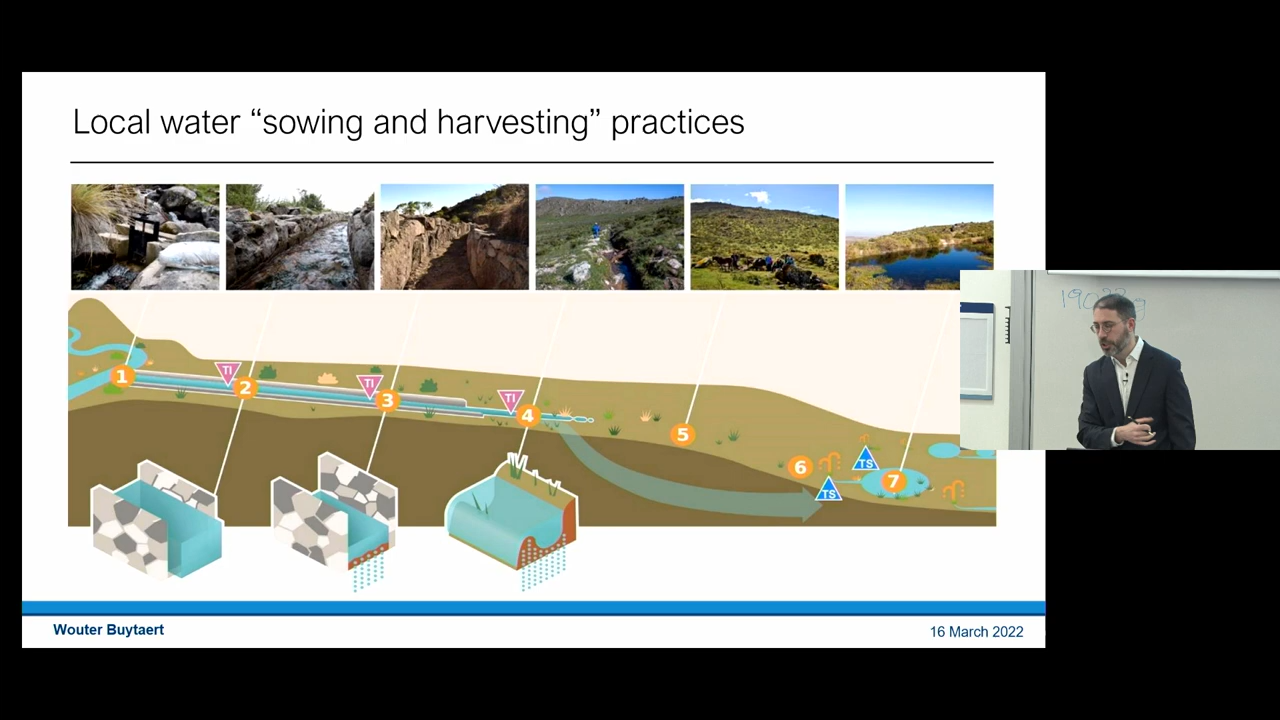 Local water “sowing and harvesting” practices
TI
TI
TI
1
2
3
4
5
6
7
TS
TS
Wouter Buytaert
16 March 2022